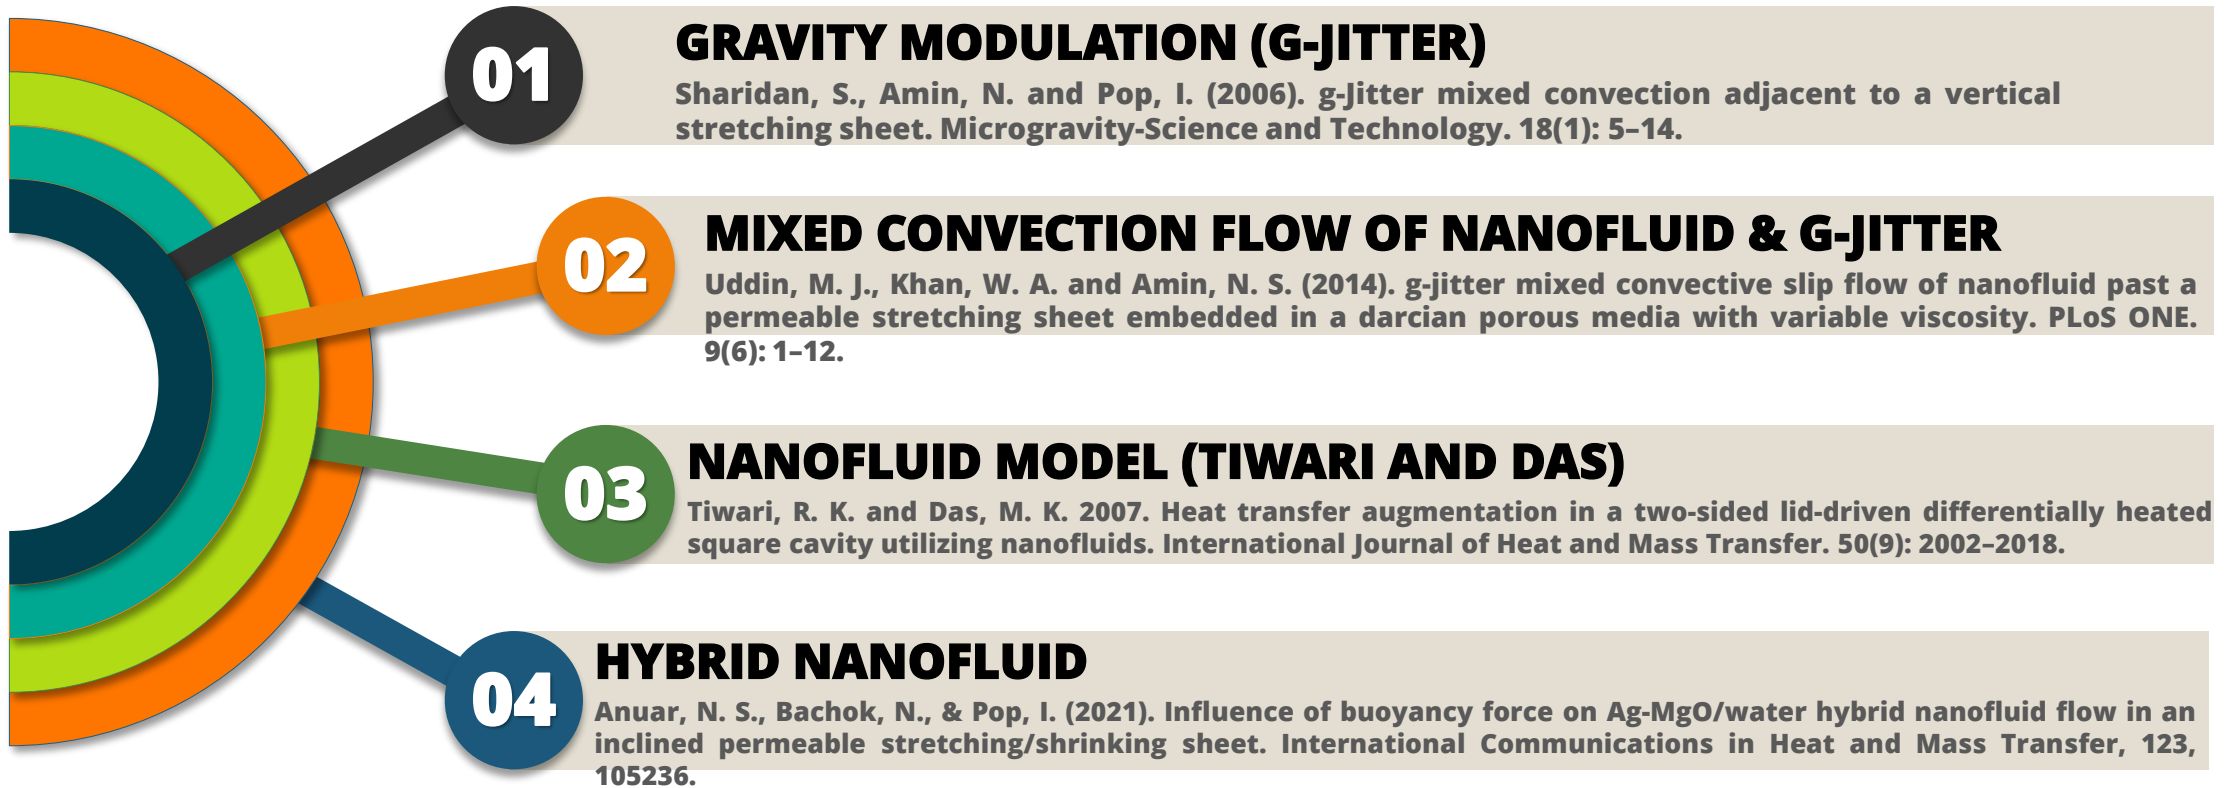 01
GRAVITY MODULATION (G-JITTER)
Sharidan, S., Amin, N. and Pop, I. (2006). g-Jitter mixed convection adjacent to a vertical
stretching sheet. Microgravity-Science and Technology. 18(1): 5–14.
02
MIXED CONVECTION FLOW OF NANOFLUID & G-JITTER
Uddin, M. J., Khan, W. A. and Amin, N. S. (2014). g-jitter mixed convective slip flow of nanofluid past a
permeable stretching sheet embedded in a darcian porous media with variable viscosity. PLoS ONE.
9(6): 1–12.
03
NANOFLUID MODEL (TIWARI AND DAS)
Tiwari, R. K. and Das, M. K. 2007. Heat transfer augmentation in a two-sided lid-driven differentially heated
square cavity utilizing nanofluids. International Journal of Heat and Mass Transfer. 50(9): 2002–2018.
04
HYBRID NANOFLUID
Anuar, N. S., Bachok, N., & Pop, I. (2021). Influence of buoyancy force on Ag-MgO/water hybrid nanofluid flow in an
inclined permeable stretching/shrinking sheet. International Communications in Heat and Mass Transfer, 123,
105236.